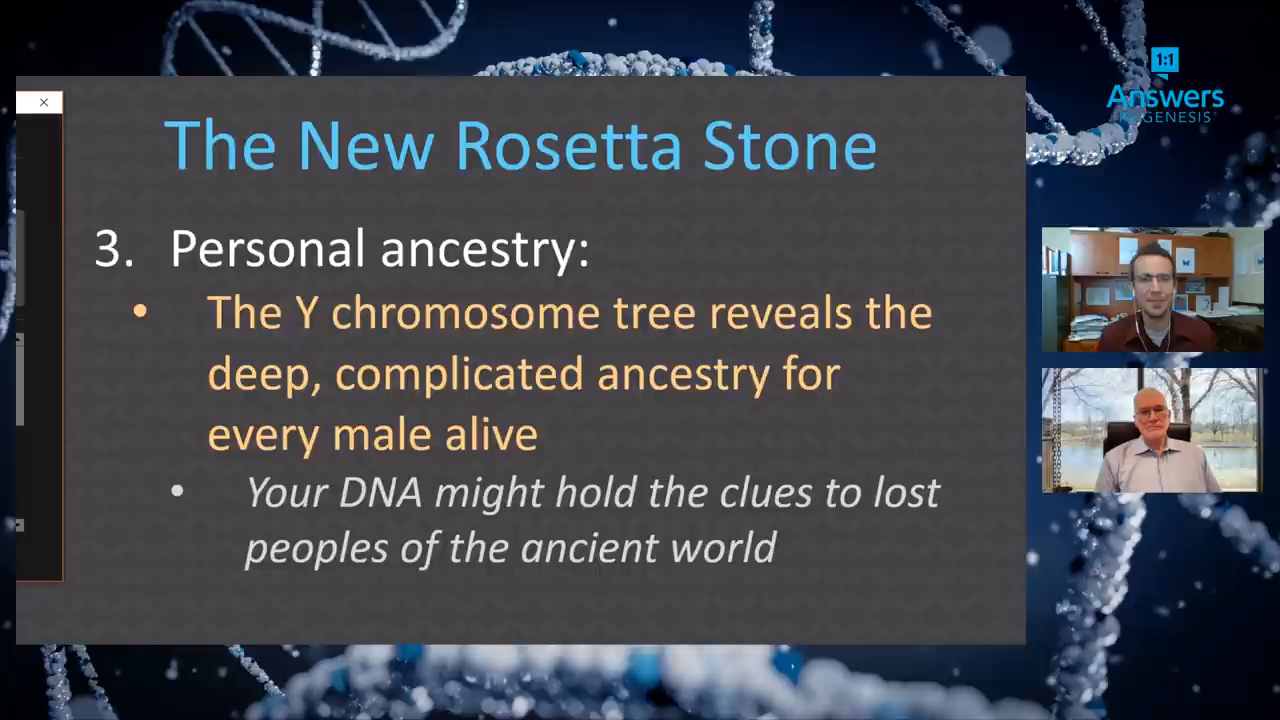 1:1
Answers
IN GENESIS
The New Rosetta Stone
3. Personal ancestry:
• The Y chromosome tree reveals the
deep, complicated ancestry for
every male alive
• Your DNA might hold the clues to lost
peoples of the ancient world